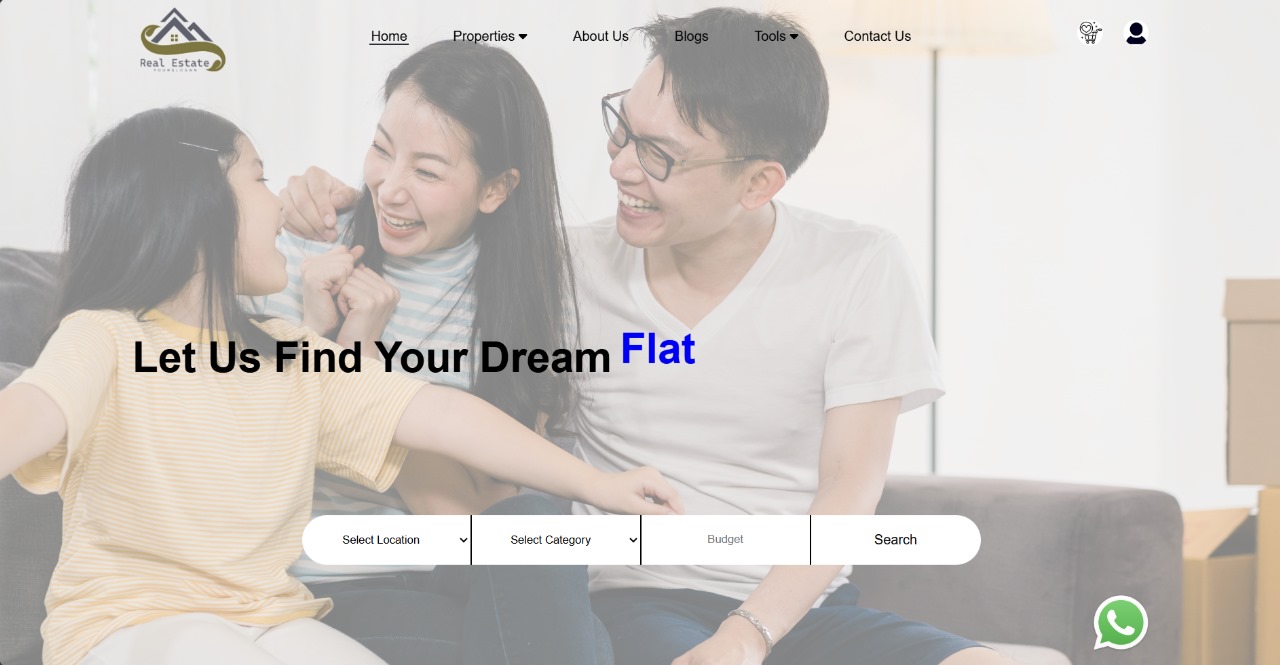 Home
Properties
About Us
Blogs
Tools
Contact Us
Real Estate
YOURSLOGAN
Let Us Find Your Dream Flat
Select Location
Select Category
Budget
Search